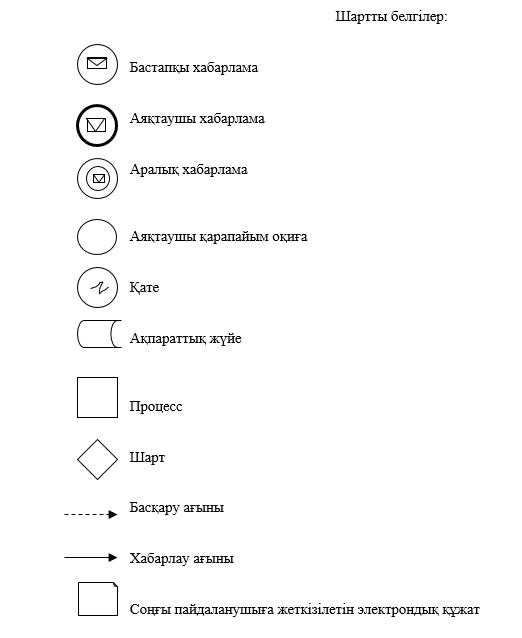 Шартты белгілер:
Бастапқы хабарлама
Аяқтаушы хабарлама
Аралық хабарлама
Аяқтаушы қарапайым оқиға
Қате
Ақпараттық жүйе
Процесс
Шарт
Басқару ағыны
Хабарлау ағыны
Соңғы пайдаланушыға жеткізілетін электрондық құжат